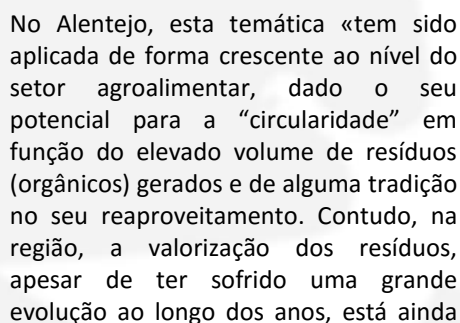 No Alentejo, esta temática «tem sido
aplicada de forma crescente ao nível do
setor agroalimentar, dado o seu
potencial para a “circularidade” em
função do elevado volume de resíduos
(orgânicos) gerados e de alguma tradição
no seu reaproveitamento. Contudo, na
região, a valorização dos resíduos,
apesar de ter sofrido uma grande
evolução ao longo dos anos, está ainda